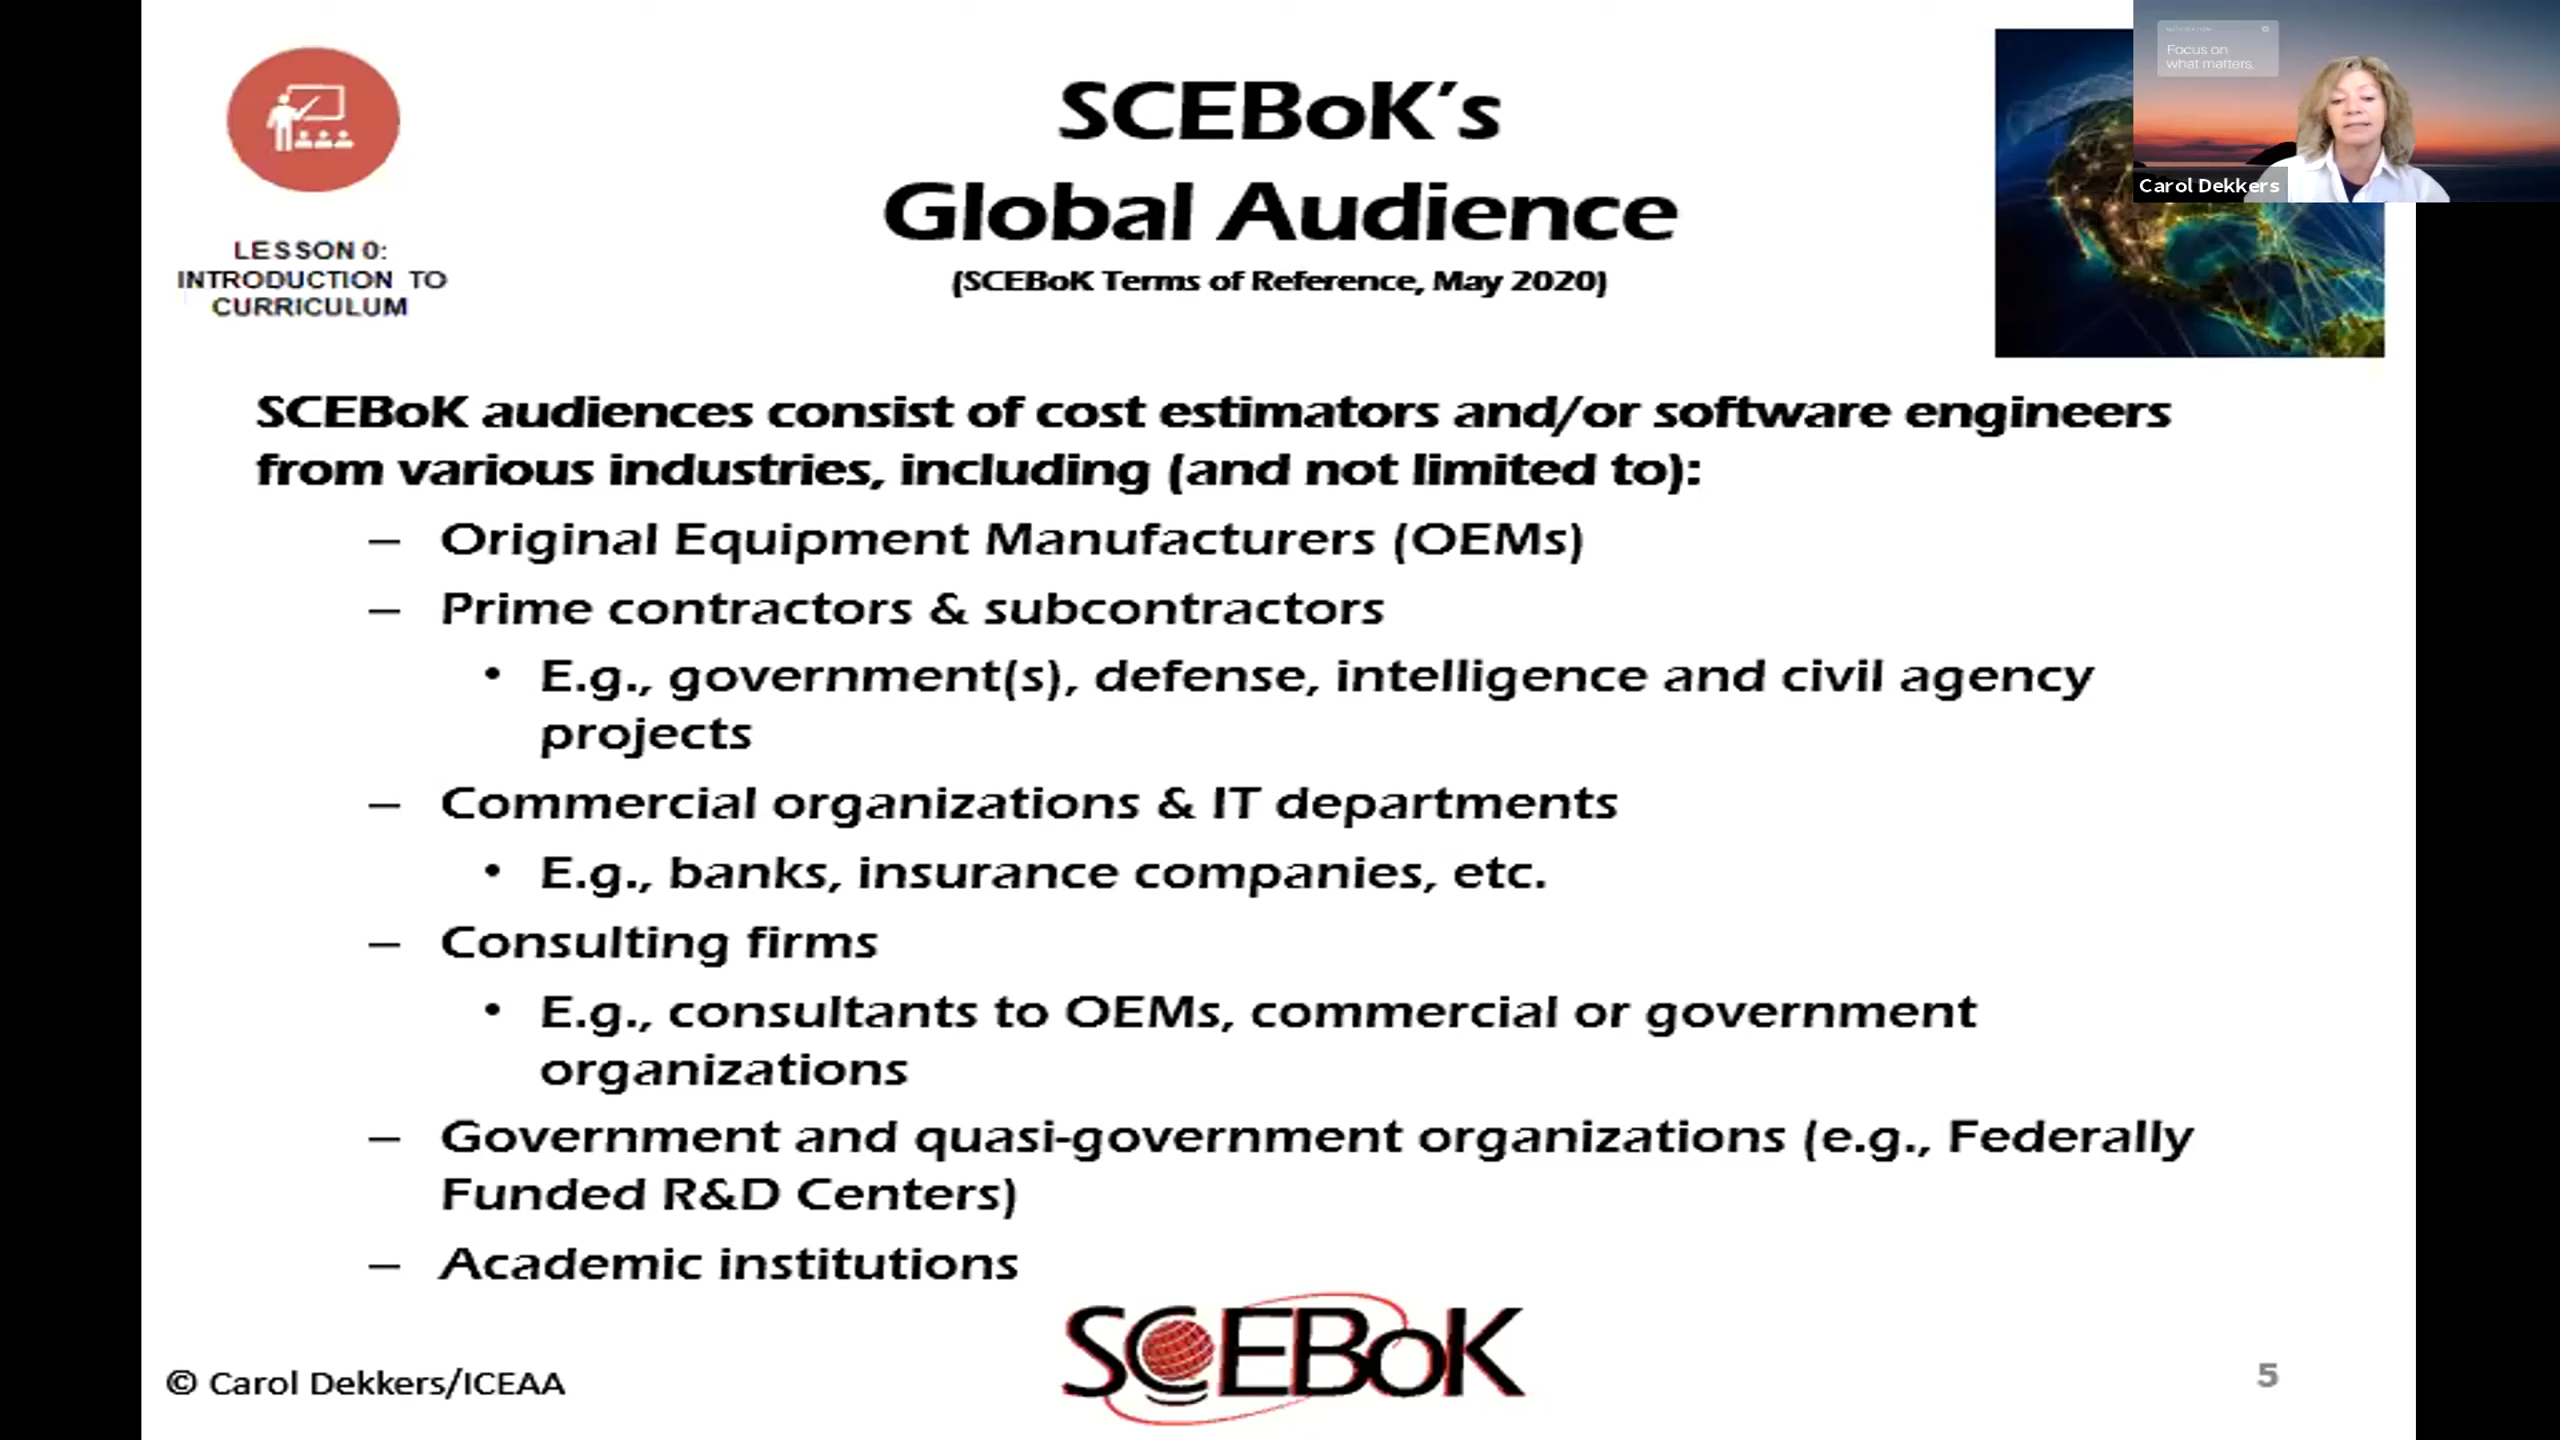 LESSON 0:
INTRODUCTION TO
CURRICULUM
SCEBoK's
Global Audience
(SCEBoK Terms of Reference, May 2020)
Focus on
what matters.
Carol Dekkers
SCEBoK audiences consist of cost estimators and/or software engineers
from various industries, including (and not limited to):
– Original Equipment Manufacturers (OEMs)
– Prime contractors & subcontractors
• E.g., government(s), defense, intelligence and civil agency
projects
– Commercial organizations & IT departments
• E.g., banks, insurance companies, etc.
– Consulting firms
• E.g., consultants to OEMs, commercial or government
organizations
– Government and quasi-government organizations (e.g., Federally
Funded R&D Centers)
– Academic institutions
SCEBoK
© Carol Dekkers/ICEAA
5